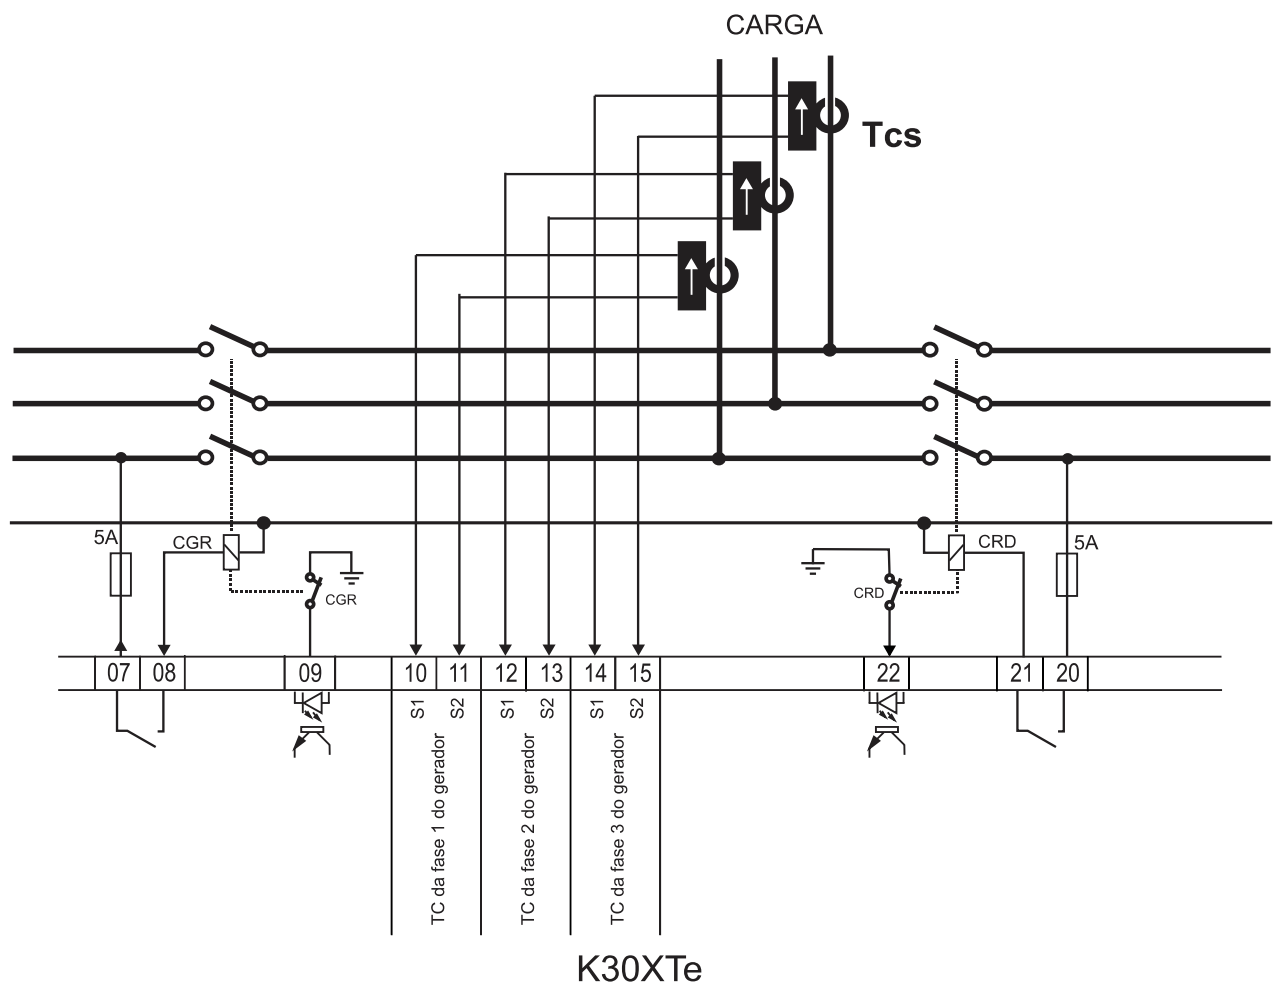 CARGA
Tcs
5A
CGR
CGR
CRD
CRD
5A
07 08 09 10 11 12 13 14 15 22 21 20
S1 S2 S1 S2 S1 S2
TC da fase 1 do gerador
TC da fase 2 do gerador
TC da fase 3 do gerador
K30XTe